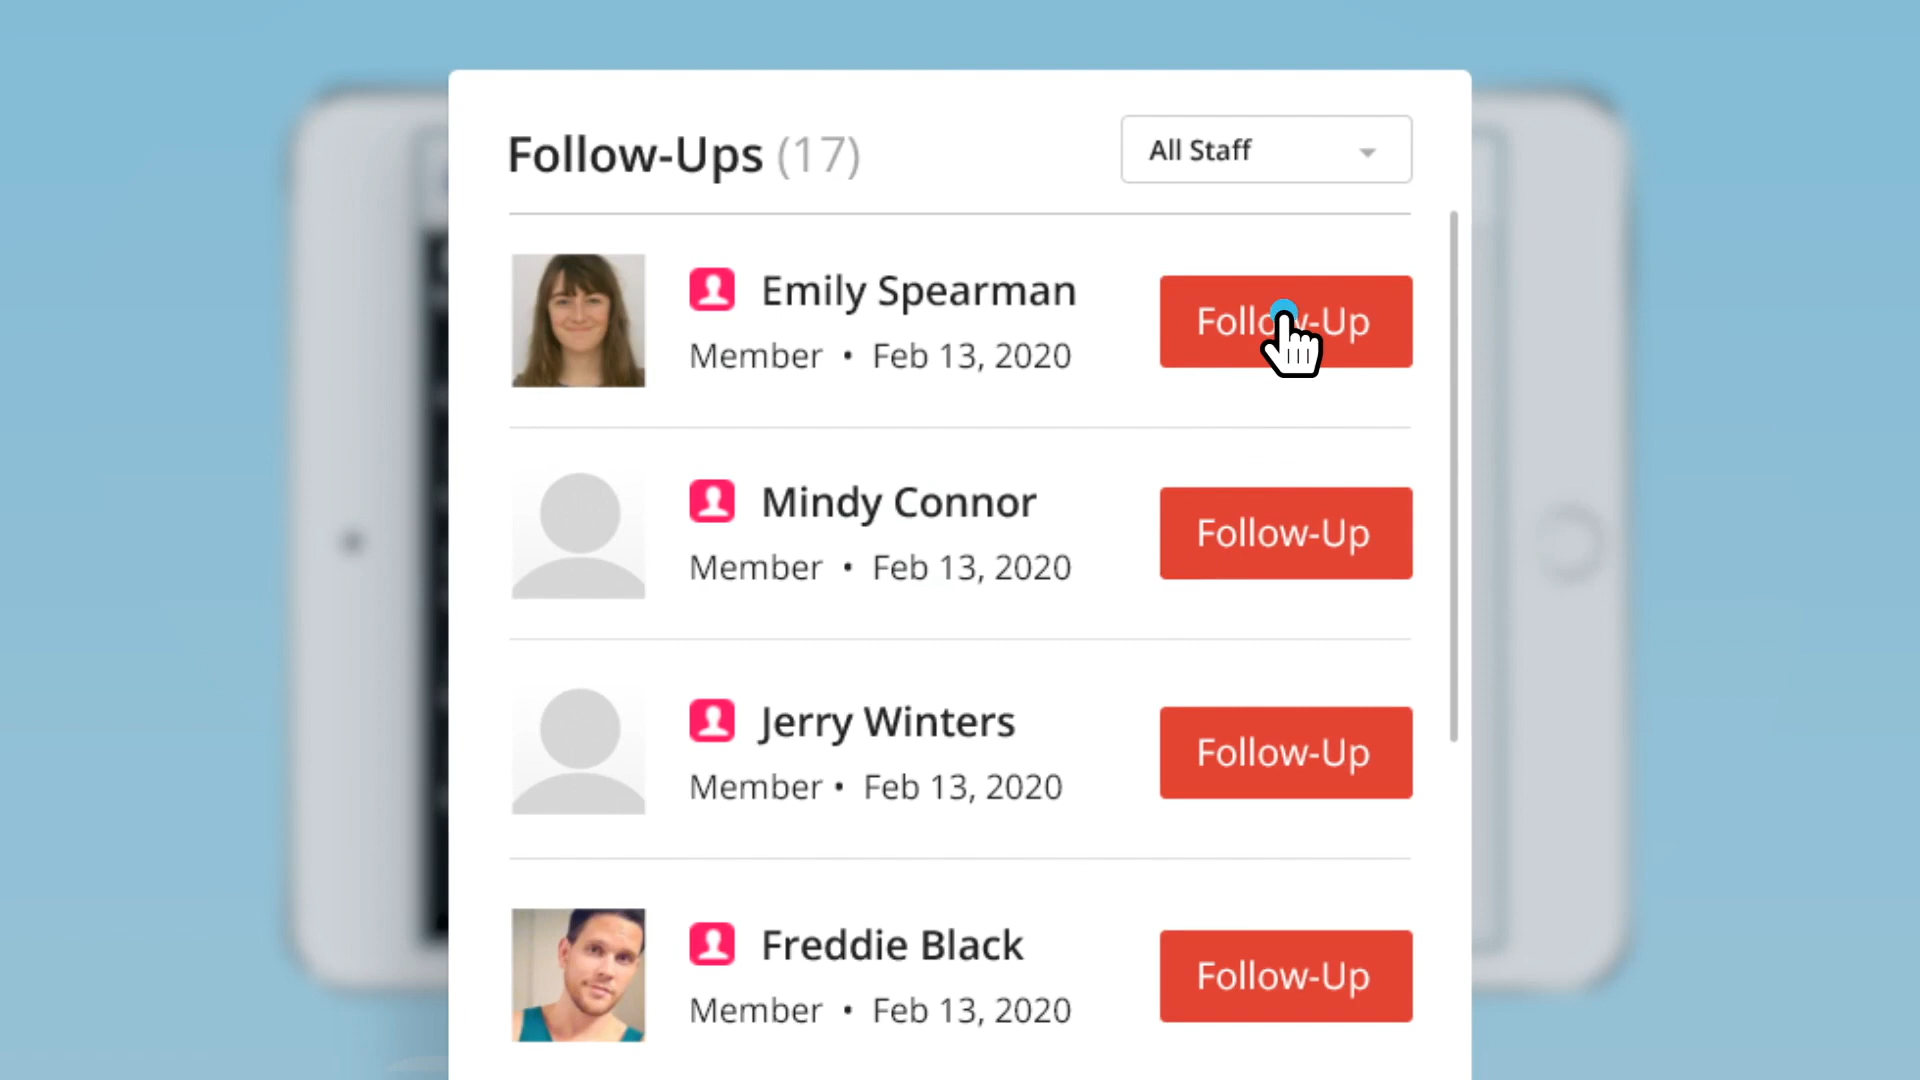 Follow-Ups (17)
All Staff
Emily Spearman
Member • Feb 13, 2020
Follow-Up
Mindy Connor
Member • Feb 13, 2020
Follow-Up
Jerry Winters
Member • Feb 13, 2020
Follow-Up
Freddie Black
Member • Feb 13, 2020
Follow-Up